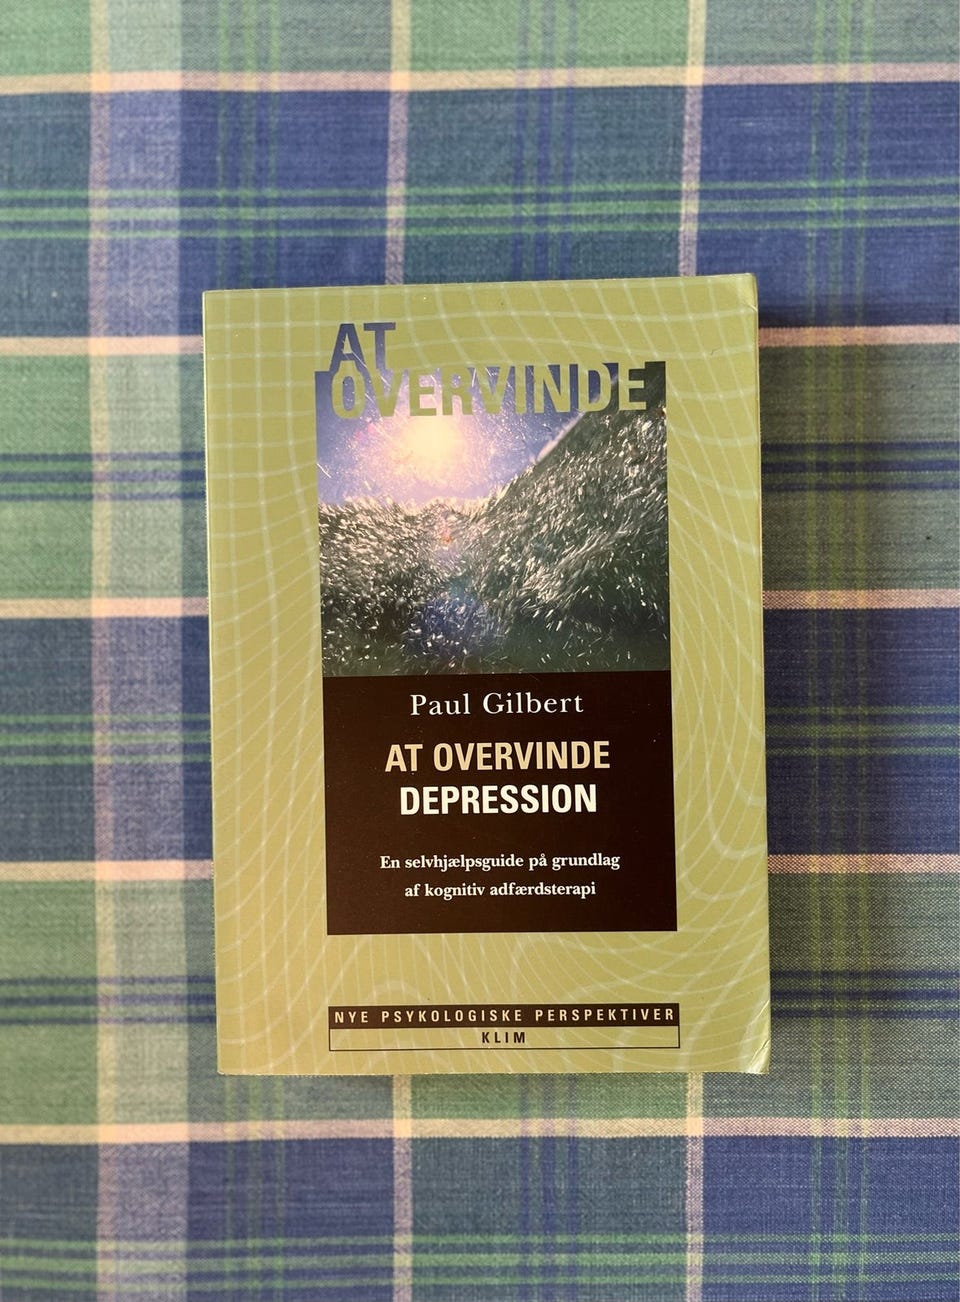 AT
OVERVINDE
Paul Gilbert
AT OVERVINDE
DEPRESSION
En selvhjælpsguide på grundlag
af kognitiv adfærdsterapi
NYE PSYKOLOGISKE PERSPEKTIVER
KLIM